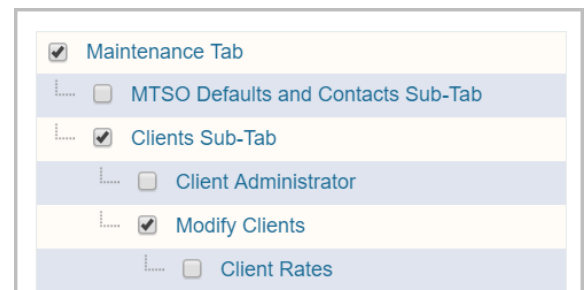 Maintenance Tab
MTSO Defaults and Contacts Sub-Tab
Clients Sub-Tab
Client Administrator
Modify Clients
Client Rates